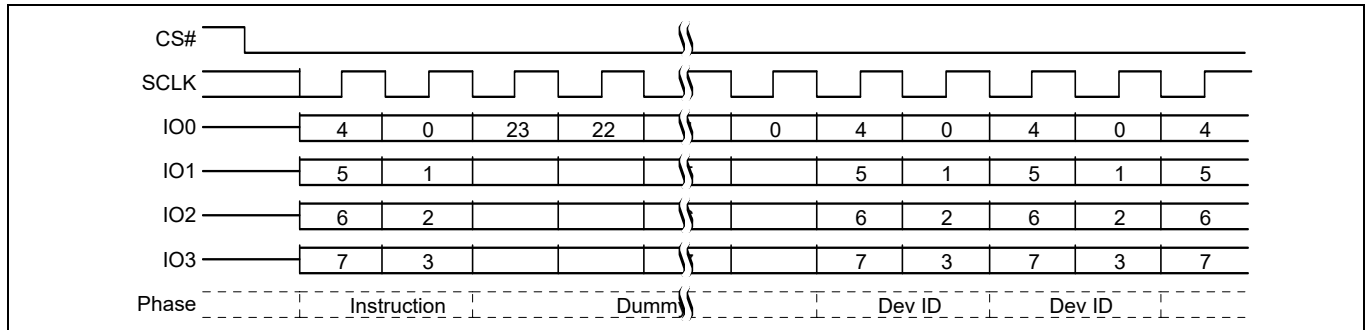 CS#
SCLK
IO0 4 0 23 22 0 4 0 4 0 4
IO1 5 1 5 1 5 1 5
IO2 6 2 6 2 6 2 6
IO3 7 3 7 3 7 3 7
Phase Instruction Dummy Dev ID Dev ID